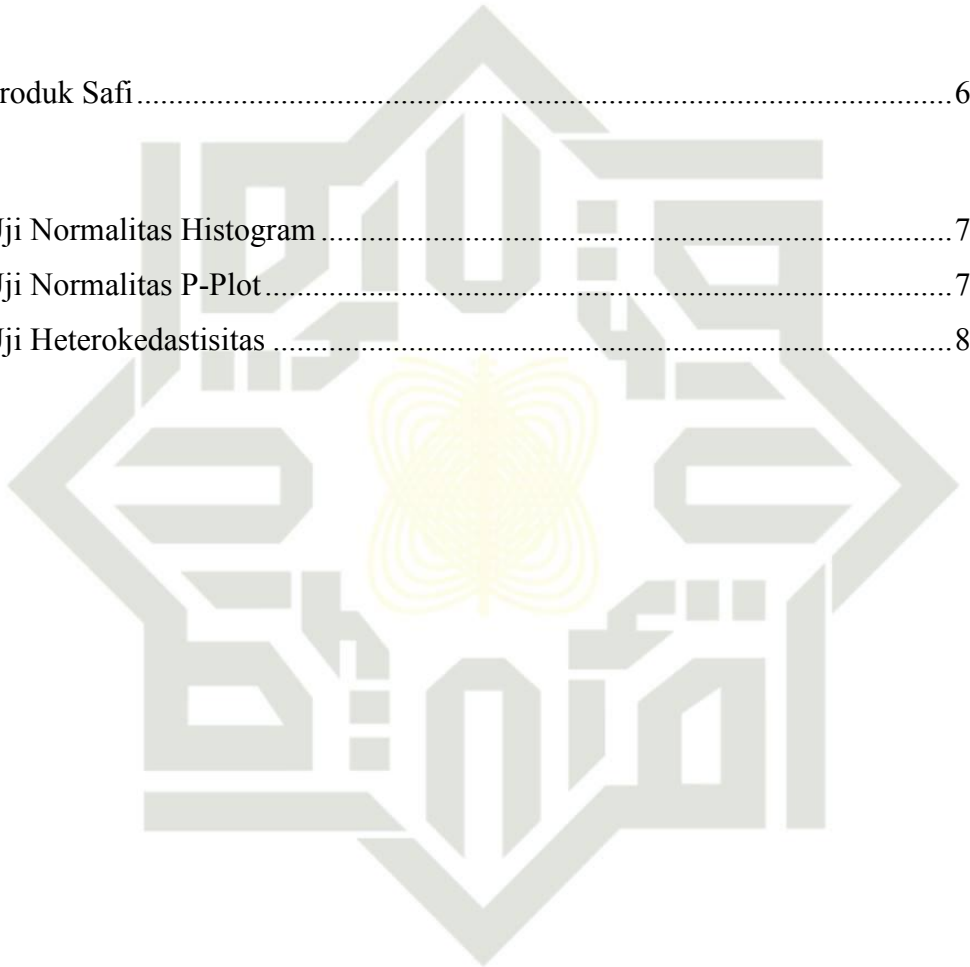 roduk Safi........................................................................................................6
Uji Normalitas Histogram................................................................................7
Uji Normalitas P-Plot.......................................................................................7
Uji Heterokedastisitas......................................................................................8